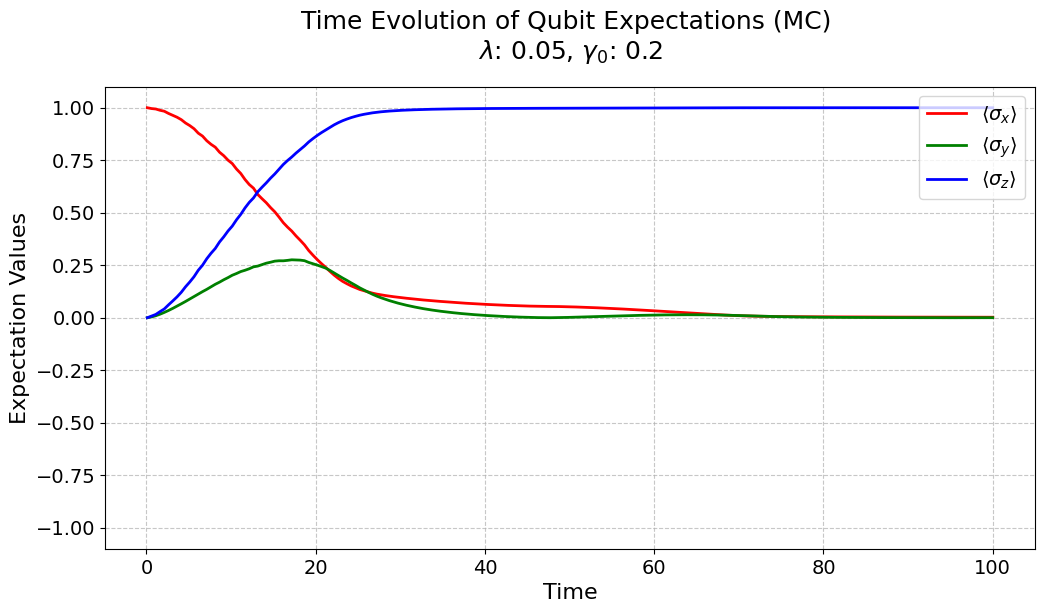 Time Evolution of Qubit Expectations (MC)
λ: 0.05, γ₀: 0.2
Expectation Values
1.00
0.75
0.50
0.25
0.00
−0.25
−0.50
−0.75
−1.00
⟨σₓ⟩
⟨σ_y⟩
⟨σ_z⟩
0 20 40 60 80 100
Time